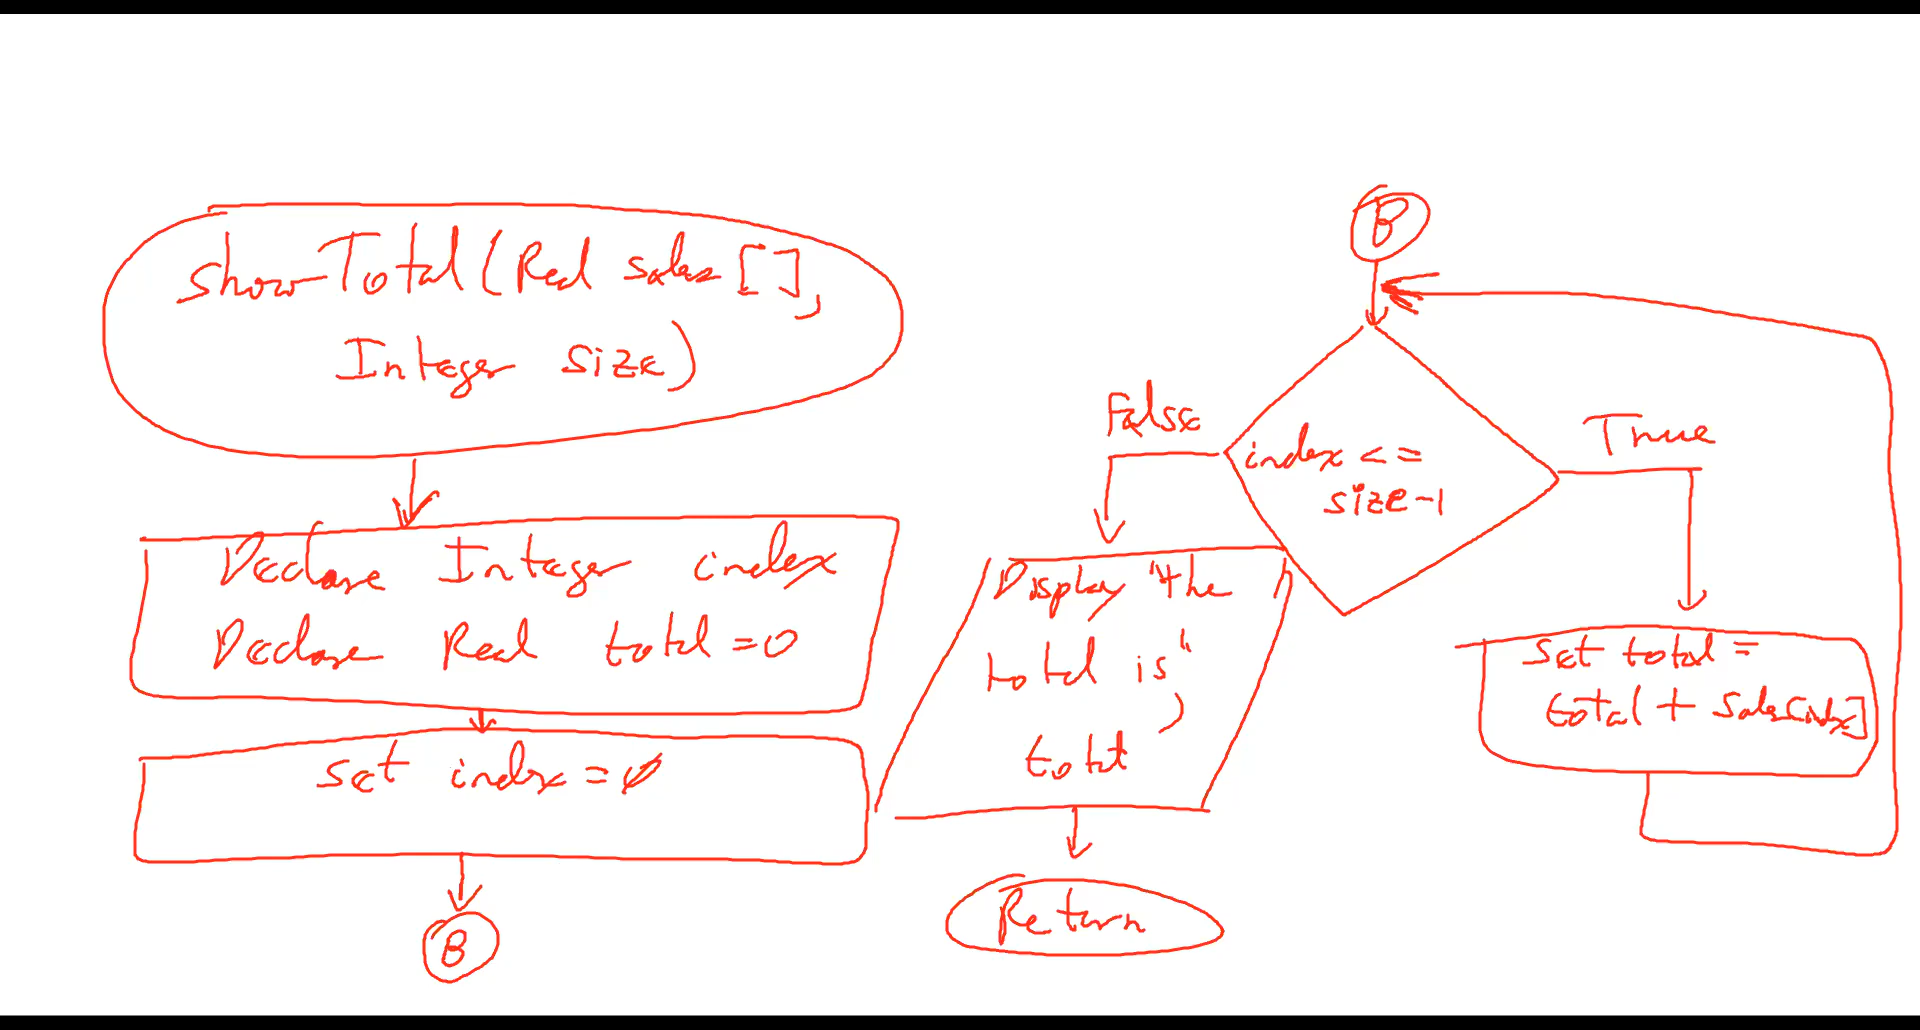 showTotal(Real sales[],
Integer size)
Declare Integer index
Declare Real total=0
set index=0
B
B
index <=
size-1
False
True
Display "the
total is"
,
total
Return
set total =
total + sales[index]